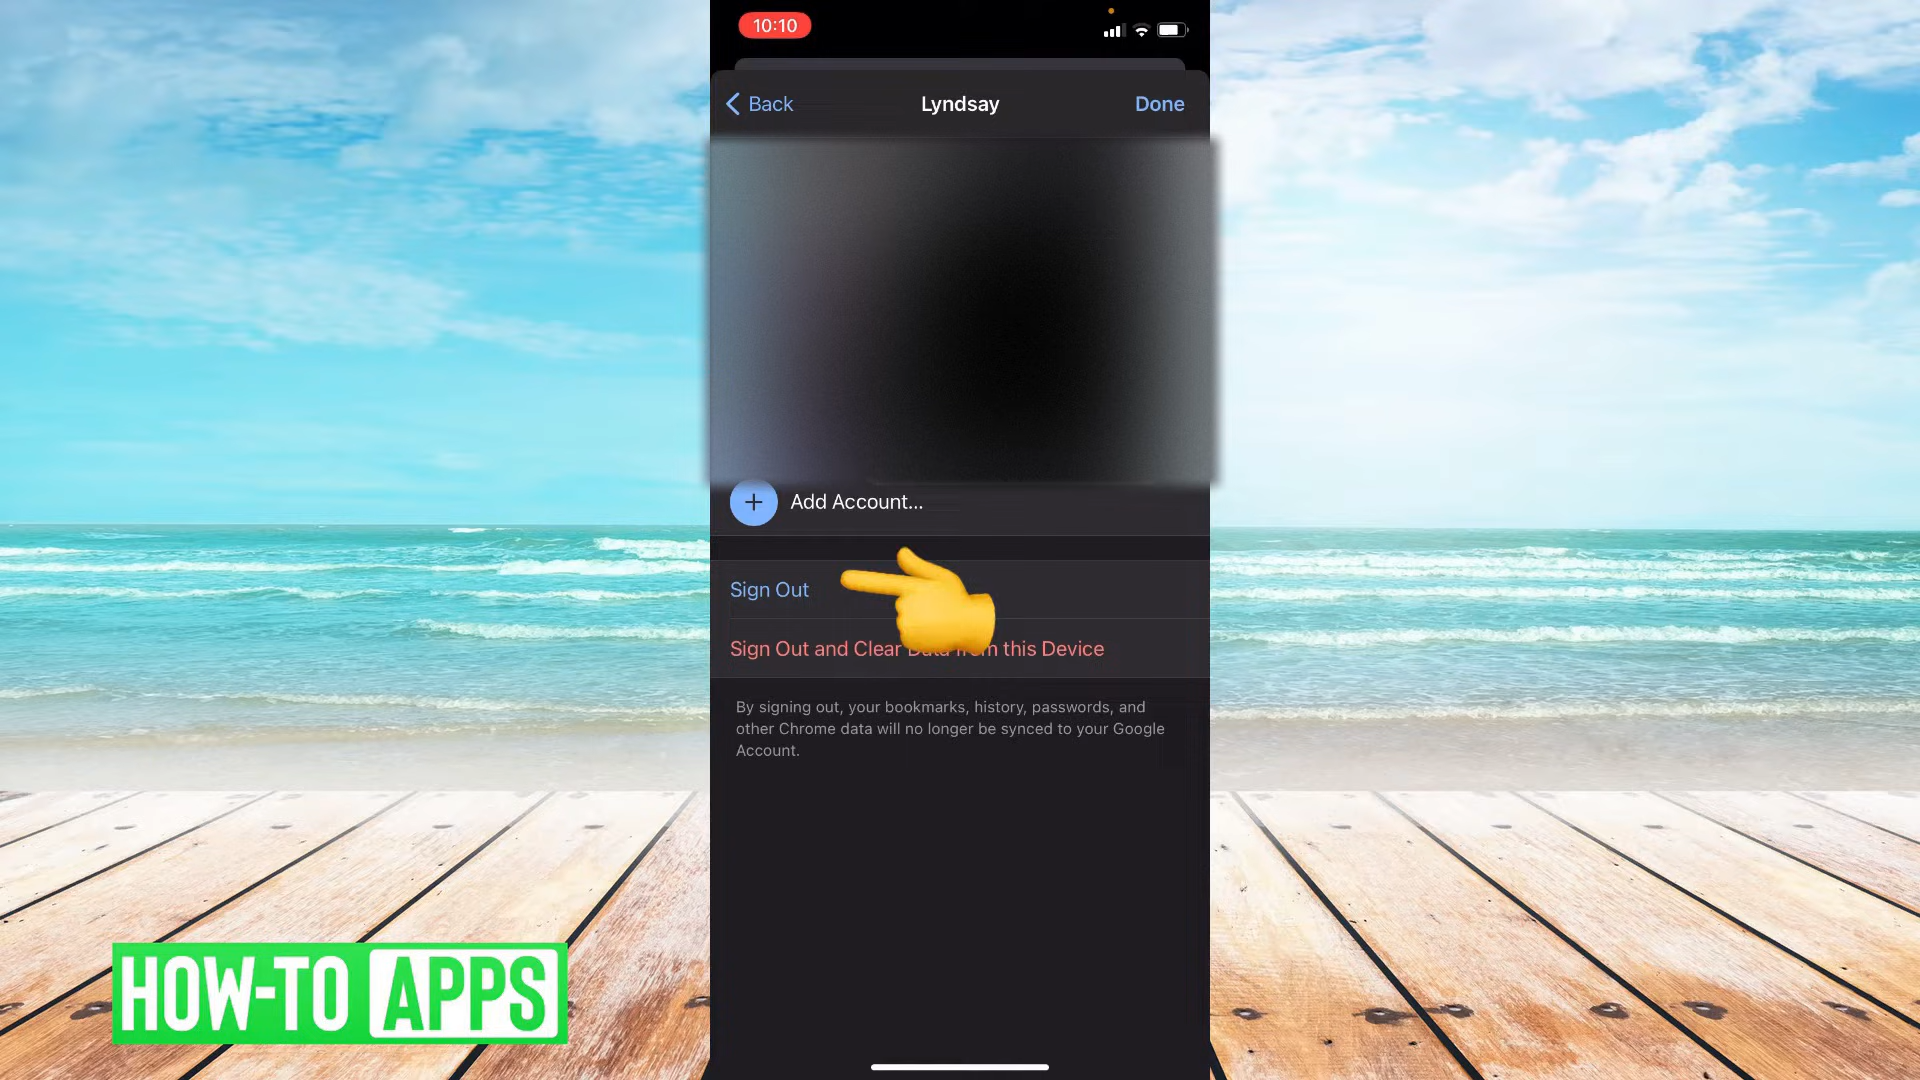 10:10
Back
Lyndsay
Done
Add Account...
Sign Out
Sign Out and Clear Data from this Device
By signing out, your bookmarks, history, passwords, and
other Chrome data will no longer be synced to your Google
Account.
HOW-TO APPS